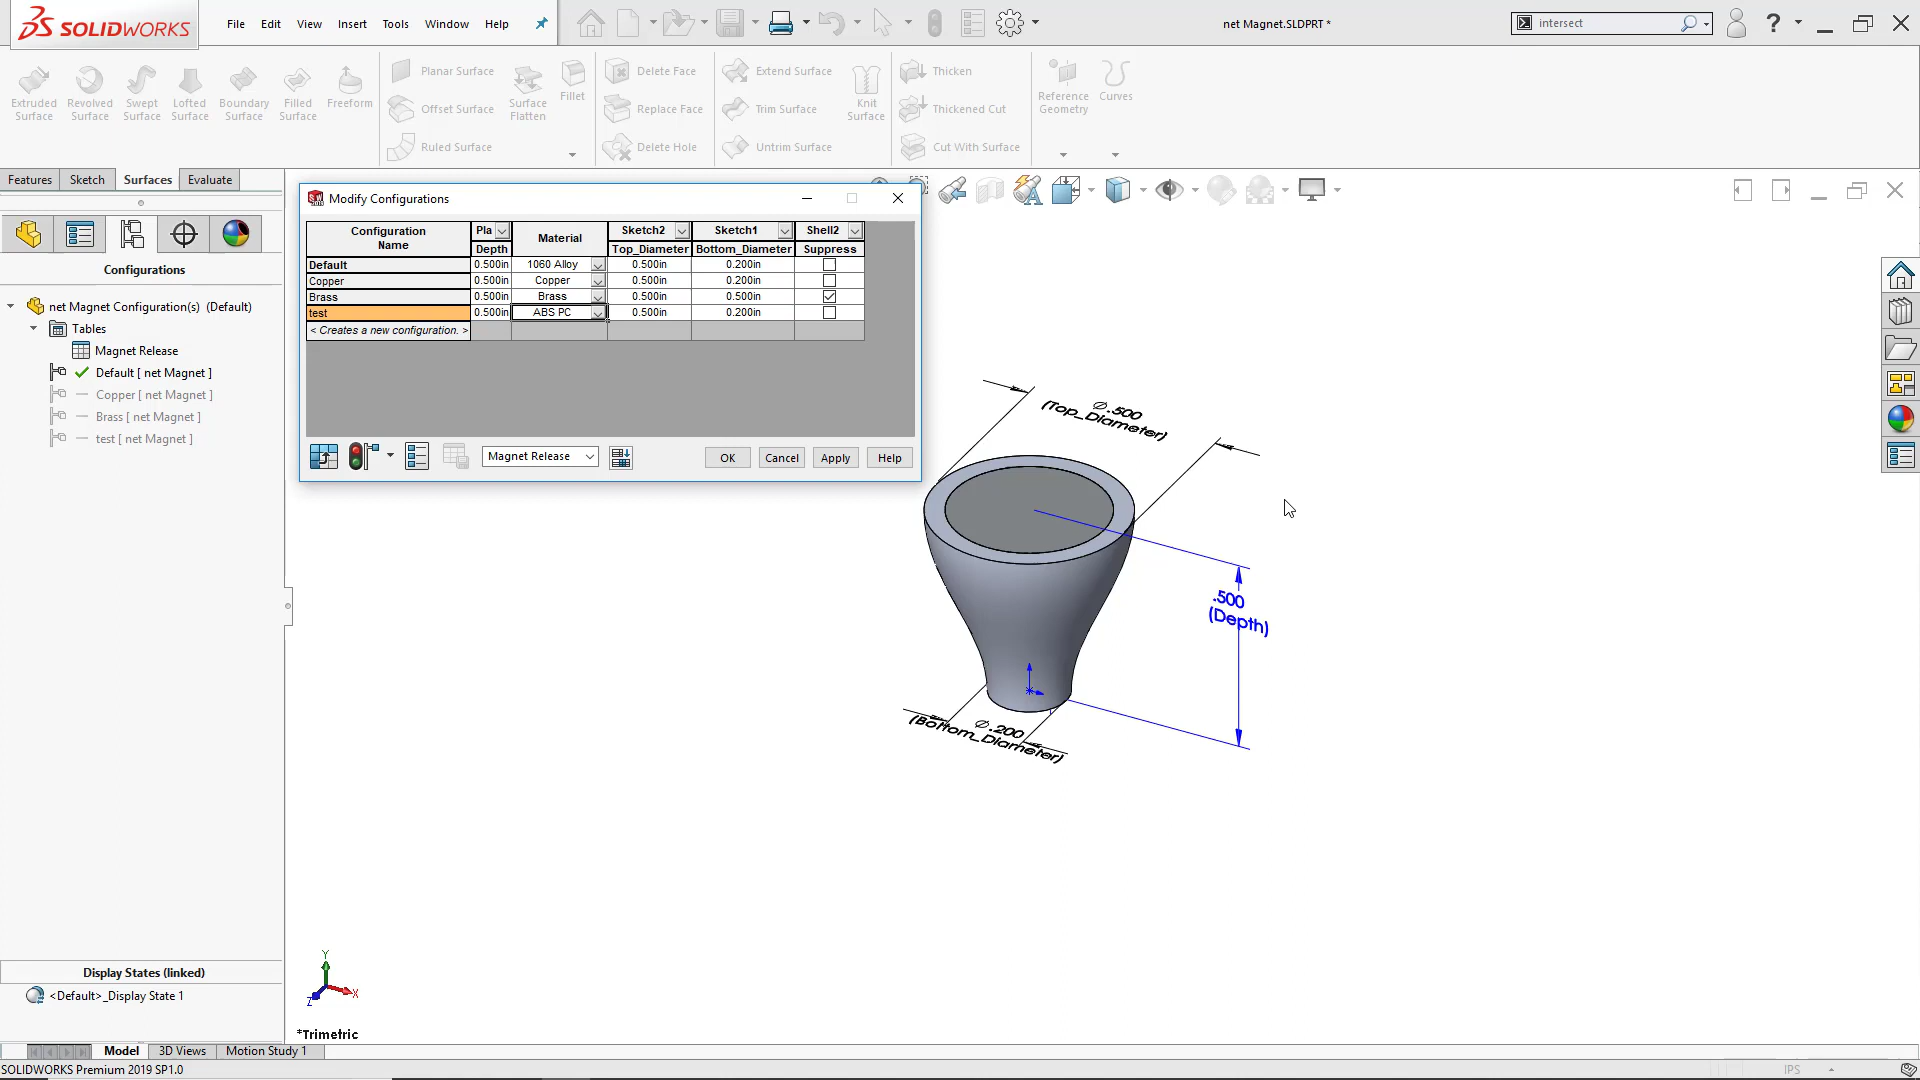 SOLIDWORKS
File Edit View Insert Tools Window Help
net Magnet.SLDPRT *
intersect
?
Extruded Surface
Revolved Surface
Swept Surface
Lofted Surface
Boundary Surface
Filled Surface
Freeform
Planar Surface
Offset Surface
Ruled Surface
Surface Flatten
Fillet
Delete Face
Replace Face
Delete Hole
Extend Surface
Trim Surface
Untrim Surface
Knit Surface
Thicken
Thickened Cut
Cut With Surface
Reference Geometry
Curves
Features Sketch Surfaces Evaluate
Configurations
net Magnet Configuration(s) (Default)
Tables
Magnet Release
Default [ net Magnet ]
Copper [ net Magnet ]
Brass [ net Magnet ]
test [ net Magnet ]
Modify Configurations
Configuration Name Pla Material Sketch2 Sketch1 Shell2
Depth Top_Diameter Bottom_Diameter Suppress
Default 0.500in 1060 Alloy 0.500in 0.200in
Copper 0.500in Copper 0.500in 0.200in
Brass 0.500in Brass 0.500in 0.500in
test 0.500in ABS PC 0.500in 0.200in
< Creates a new configuration. >
Magnet Release
OK Cancel Apply Help
Ø.500
(Top_Diameter)
.500
(Depth)
Ø.200
(Bottom_Diameter)
Display States (linked)
<Default>_Display State 1
Y
X
Z
*Trimetric
Model 3D Views Motion Study 1
SOLIDWORKS Premium 2019 SP1.0
IPS